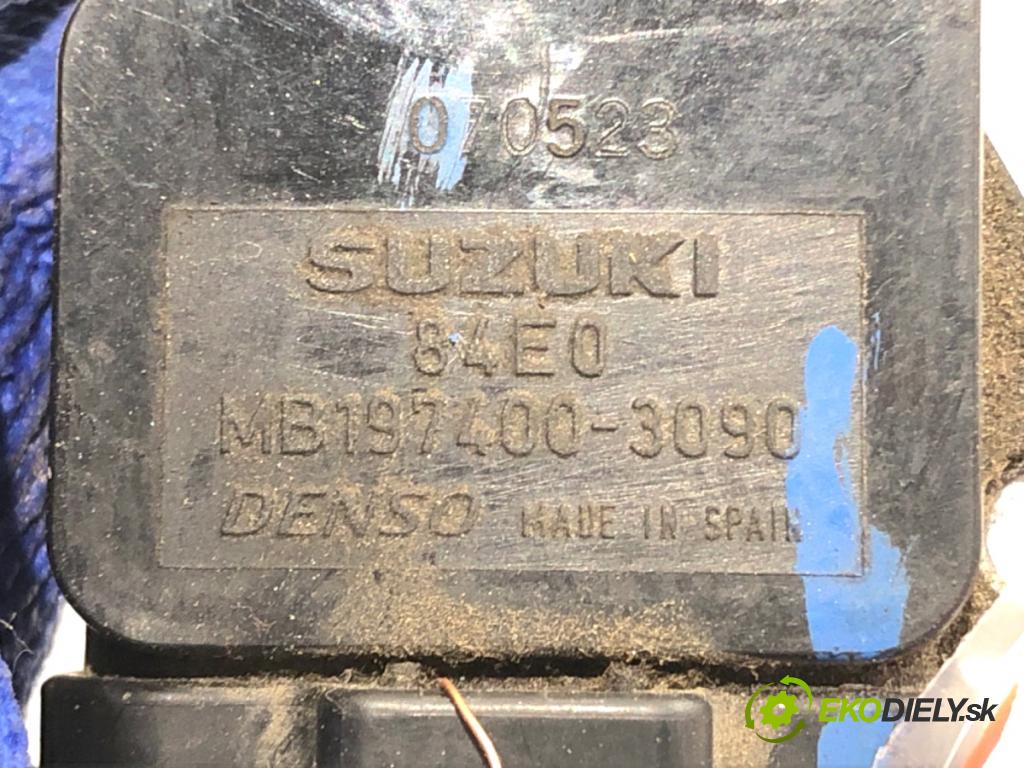 070523
SUZUKI
84E0
MB197400-3090
DENSO MADE IN SPAIN
EKODIELY.sk